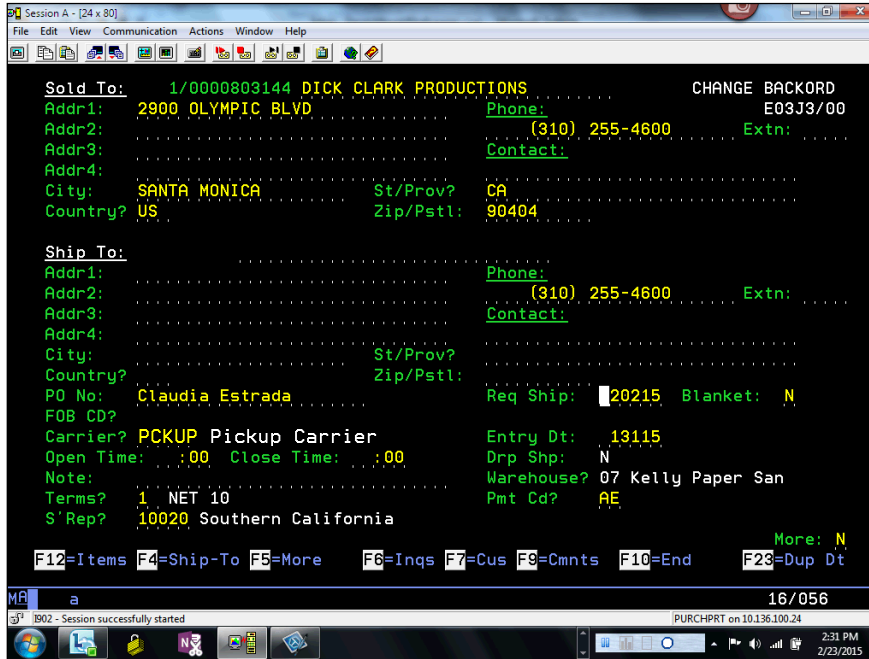 Session A - [24 x 80]
File Edit View Communication Actions Window Help
Sold To: 1/0000803144 DICK CLARK PRODUCTIONS CHANGE BACKORD
Addr1: 2900 OLYMPIC BLVD Phone: E03J3/00
Addr2: (310) 255-4600 Extn:
Addr3: Contact:
Addr4:
City: SANTA MONICA St/Prov? CA
Country? US Zip/Pstl: 90404
Ship To:
Addr1: Phone:
Addr2: (310) 255-4600 Extn:
Addr3: Contact:
Addr4:
City: St/Prov?
Country? Zip/Pstl:
PO No: Claudia Estrada Req Ship: 20215 Blanket: N
FOB CD?
Carrier? PCKUP Pickup Carrier Entry Dt: 13115
Open Time: :00 Close Time: :00 Drp Shp: N
Note: Warehouse? 07 Kelly Paper San
Terms? 1 NET 10 Pmt Cd? AE
S'Rep? 10020 Southern California
More: N
F12=Items F4=Ship-To F5=More F6=Inqs F7=Cus F9=Cmnts F10=End F23=Dup Dt
MA a 16/056
I902 - Session successfully started PURCHPRT on 10.136.100.24
2:31 PM
2/23/2015